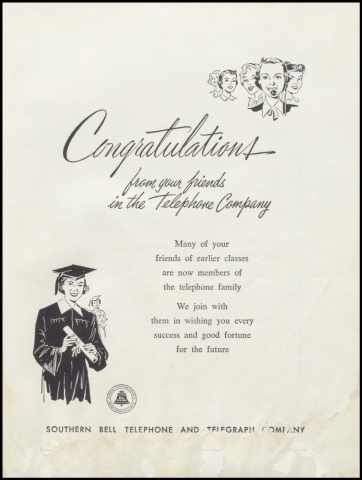 Congratulations
from your friends
in the Telephone Company
Many of your
friends of earlier classes
are now members of
the telephone family
We join with
them in wishing you every
success and good fortune
for the future
SOUTHERN BELL TELEPHONE AND TELEGRAPH COMPANY